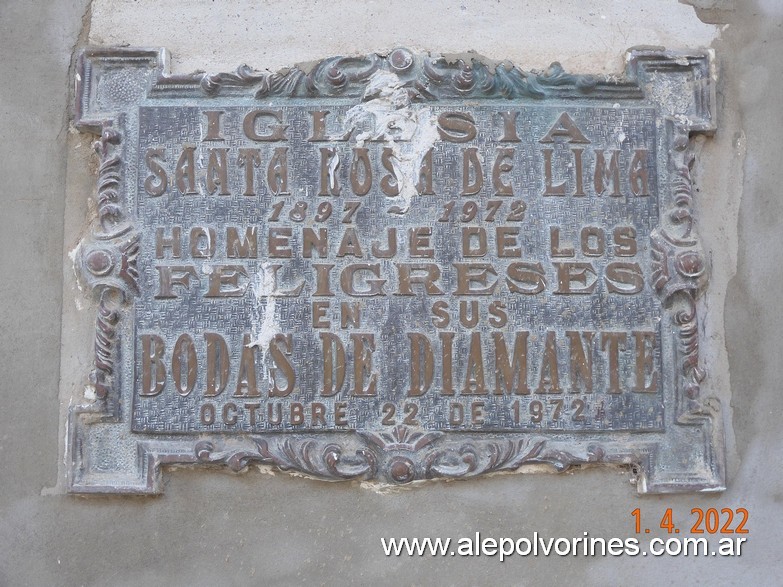 IGLESIA
SANTA ROSA DE LIMA
1897 ~ 1972
HOMENAJE DE LOS
FELIGRESES
EN SUS
BODAS DE DIAMANTE
OCTUBRE 22 DE 1972
1. 4. 2022
www.alepolvorines.com.ar